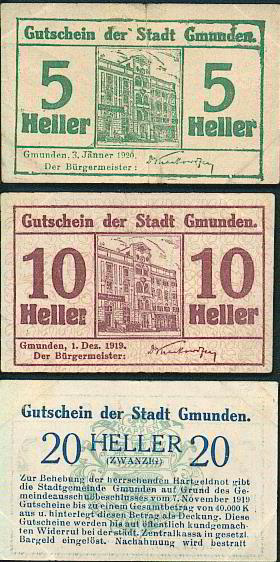 Gutschein der Stadt Gmunden.
5 5
Heller Heller
Gmunden, 3. Jänner 1920.
Der Bürgermeister:
Gutschein der Stadt Gmunden.
10 10
Heller Heller
Gmunden, 1. Dez. 1919.
Der Bürgermeister:
Gutschein der Stadt Gmunden.
20 HELLER 20
(ZWANZIG)
Zur Behebung der herrschenden Hartgeldnot gibt
die Stadtgemeinde Gmunden auf Grund des Ge-
meindeausschußbeschlusses vom 7. November 1919
Gutscheine bis zu einem Gesamtbetrag von 40.000 K
aus u. hinterlegt diesen Betrag als Deckung. Diese
Gutscheine werden bis auf öffentlich kundgemach-
ten Widerruf bei der städt. Zentralkassa in gesetzl.
Bargeld eingelöst. Nachahmung wird bestraft